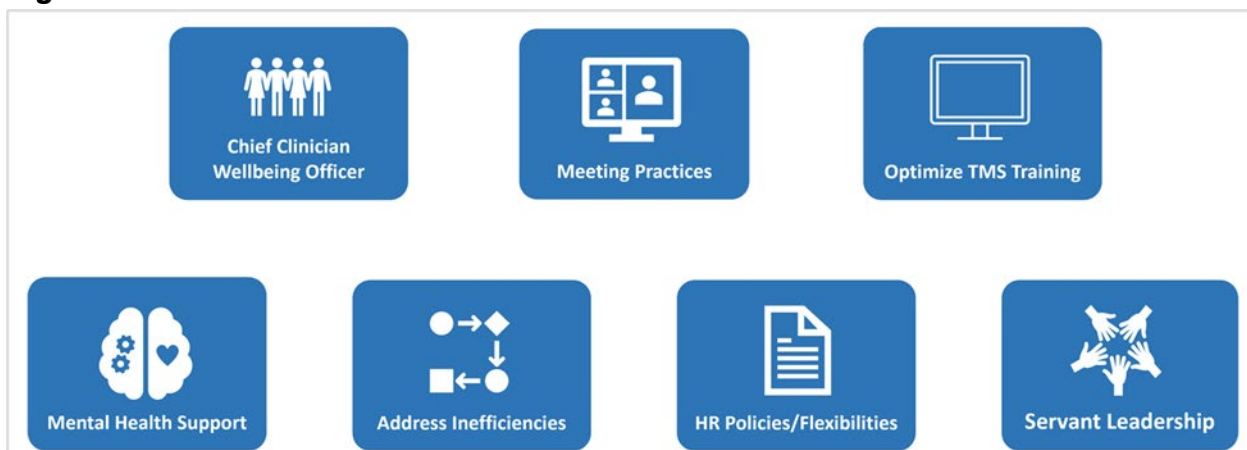 Chief Clinician
Wellbeing Officer
Meeting Practices
Optimize TMS Training
Mental Health Support
Address Inefficiencies
HR Policies/Flexibilities
Servant Leadership